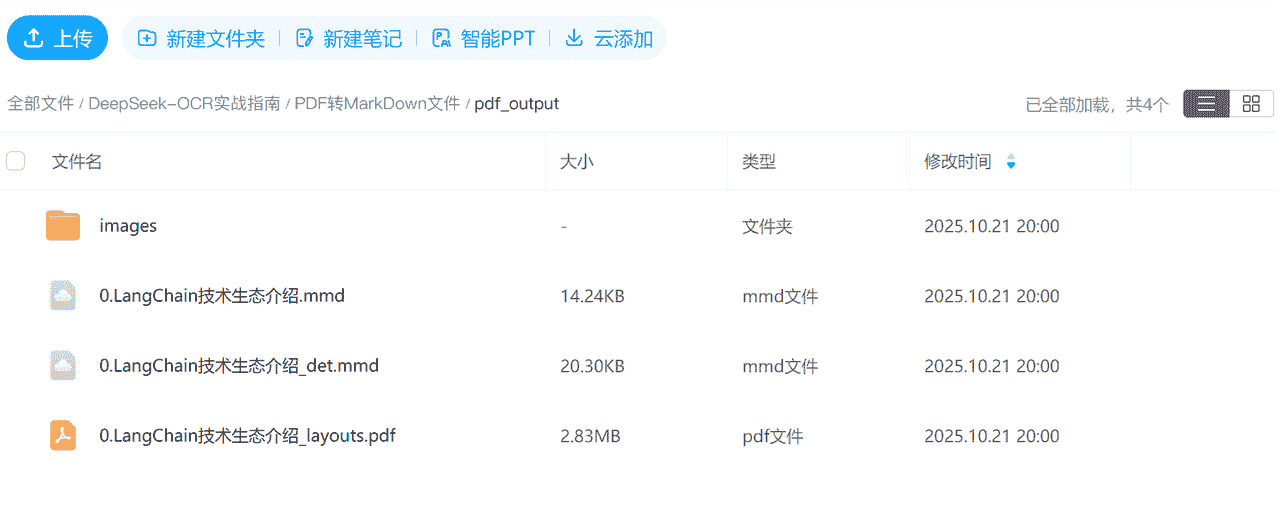 上传 新建文件夹 新建笔记 智能PPT 云添加
全部文件 / DeepSeek-OCR实战指南 / PDF转MarkDown文件 / pdf_output 已全部加载，共4个
文件名 大小 类型 修改时间
images - 文件夹 2025.10.21 20:00
0.LangChain技术生态介绍.mmd 14.24KB mmd文件 2025.10.21 20:00
0.LangChain技术生态介绍_det.mmd 20.30KB mmd文件 2025.10.21 20:00
0.LangChain技术生态介绍_layouts.pdf 2.83MB pdf文件 2025.10.21 20:00